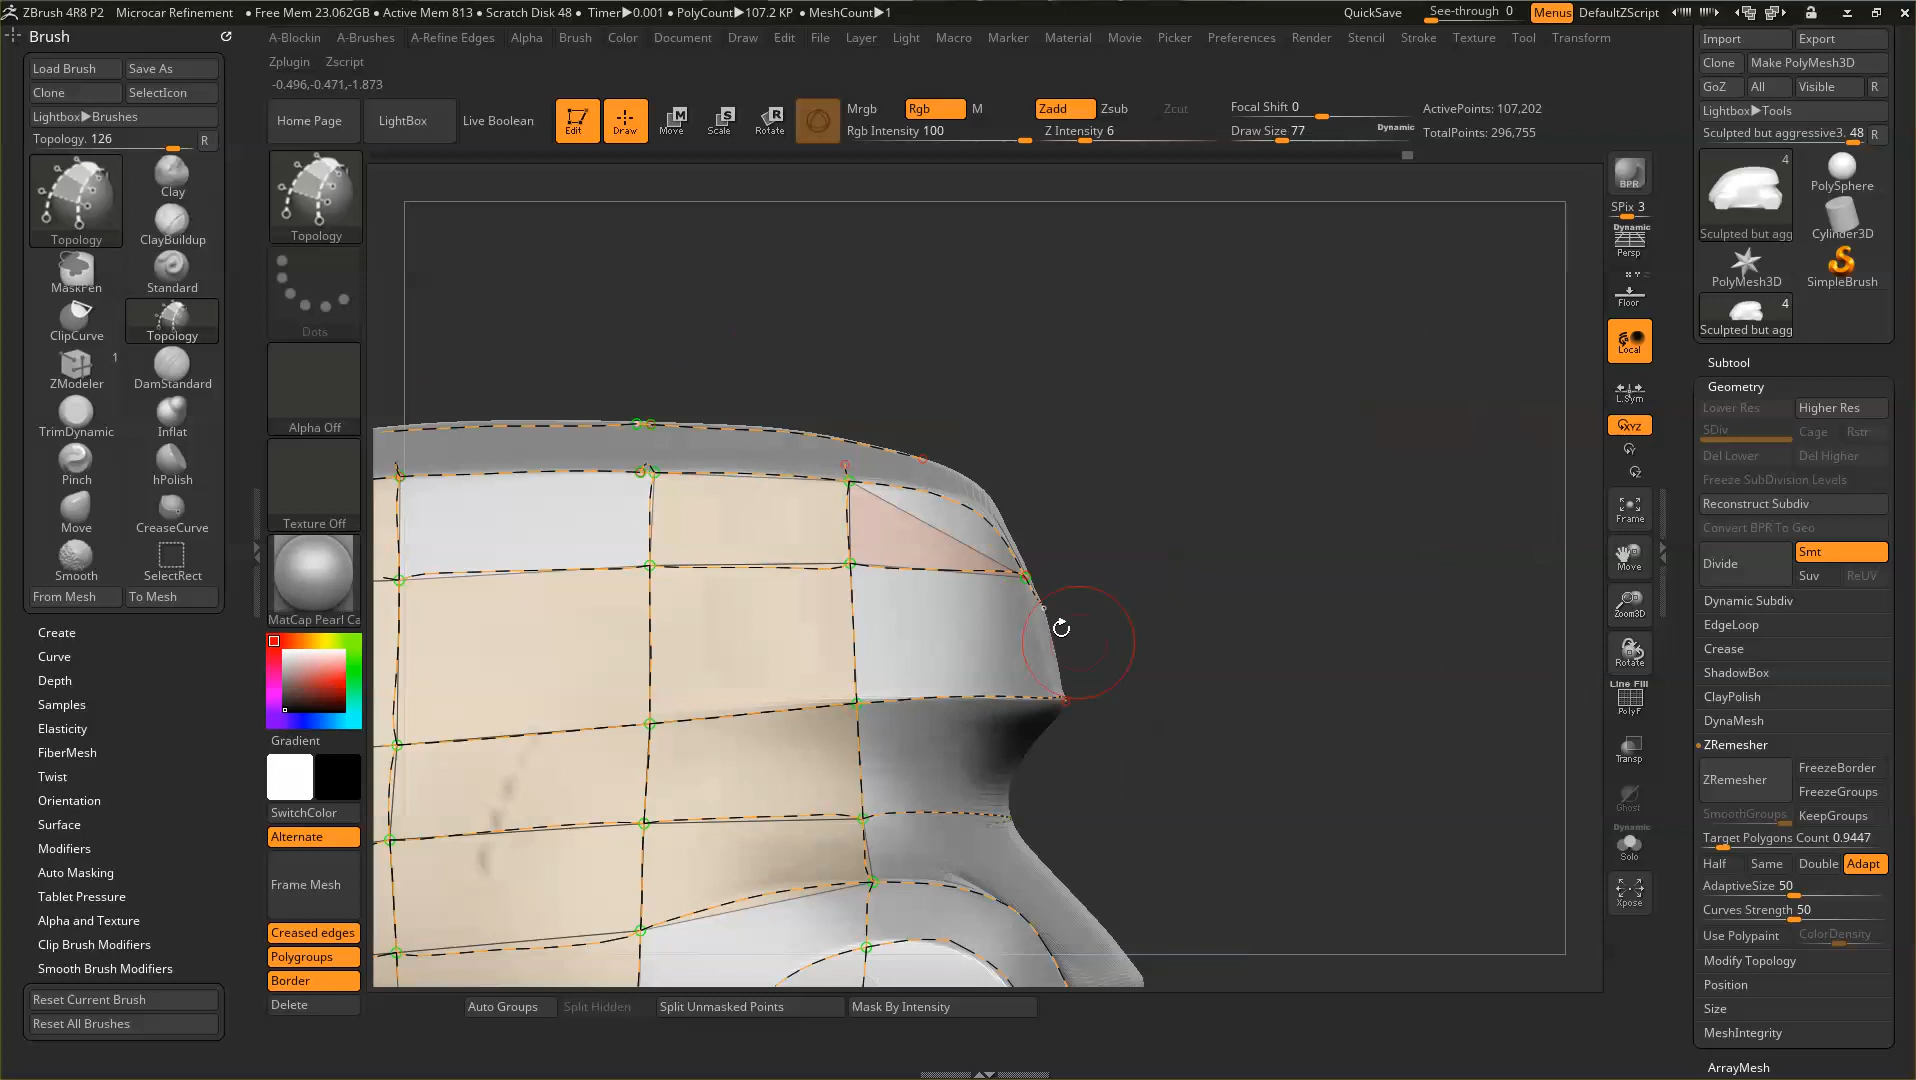 ZBrush 4R8 P2 Microcar Refinement • Free Mem 23.062GB • Active Mem 813 • Scratch Disk 48 • Timer▶0.001 • PolyCount▶107.2 KP • MeshCount▶1 QuickSave See-through 0 Menus DefaultZScript
Brush
A-Blockin A-Brushes A-Refine Edges Alpha Brush Color Document Draw Edit File Layer Light Macro Marker Material Movie Picker Preferences Render Stencil Stroke Texture Tool Transform
Zplugin Zscript
-0.496,-0.471,-1.873
Load Brush Save As
Clone SelectIcon
Lightbox▶Brushes
Topology. 126 R
Topology
Clay
ClayBuildup
MaskPen Standard
ClipCurve Topology
ZModeler 1 DamStandard
TrimDynamic Inflat
Pinch hPolish
Move CreaseCurve
Smooth SelectRect
From Mesh To Mesh
Create
Curve
Depth
Samples
Elasticity
FiberMesh
Twist
Orientation
Surface
Modifiers
Auto Masking
Tablet Pressure
Alpha and Texture
Clip Brush Modifiers
Smooth Brush Modifiers
Reset Current Brush
Reset All Brushes
Home Page LightBox Live Boolean Edit Draw Move Scale Rotate
Mrgb Rgb M
Rgb Intensity 100
Zadd Zsub Zcut
Z Intensity 6
Focal Shift 0
Draw Size 77 Dynamic
ActivePoints: 107,202
TotalPoints: 296,755
Topology
Dots
Alpha Off
Texture Off
MatCap Pearl Ca
Gradient
SwitchColor
Alternate
Frame Mesh
Creased edges
Polygroups
Border
Delete
Auto Groups Split Hidden Split Unmasked Points Mask By Intensity
BPR
SPix 3
Dynamic
Persp
Floor
Local
L.Sym
XYZ
Frame
Move
Zoom3D
Rotate
Line Fill
PolyF
Transp
Ghost
Dynamic
Solo
Xpose
Import Export
Clone Make PolyMesh3D
GoZ All Visible R
Lightbox▶Tools
Sculpted but aggressive3. 48 R
4
Sculpted but agg
PolySphere
Cylinder3D
PolyMesh3D SimpleBrush
4
Sculpted but agg
Subtool
Geometry
Lower Res Higher Res
SDiv Cage Rstr
Del Lower Del Higher
Freeze SubDivision Levels
Reconstruct Subdiv
Convert BPR To Geo
Divide Smt
Suv ReUV
Dynamic Subdiv
EdgeLoop
Crease
ShadowBox
ClayPolish
DynaMesh
ZRemesher
ZRemesher FreezeBorder
FreezeGroups
SmoothGroups KeepGroups
Target Polygons Count 0.9447
Half Same Double Adapt
AdaptiveSize 50
Curves Strength 50
Use Polypaint ColorDensity
Modify Topology
Position
Size
MeshIntegrity
ArrayMesh